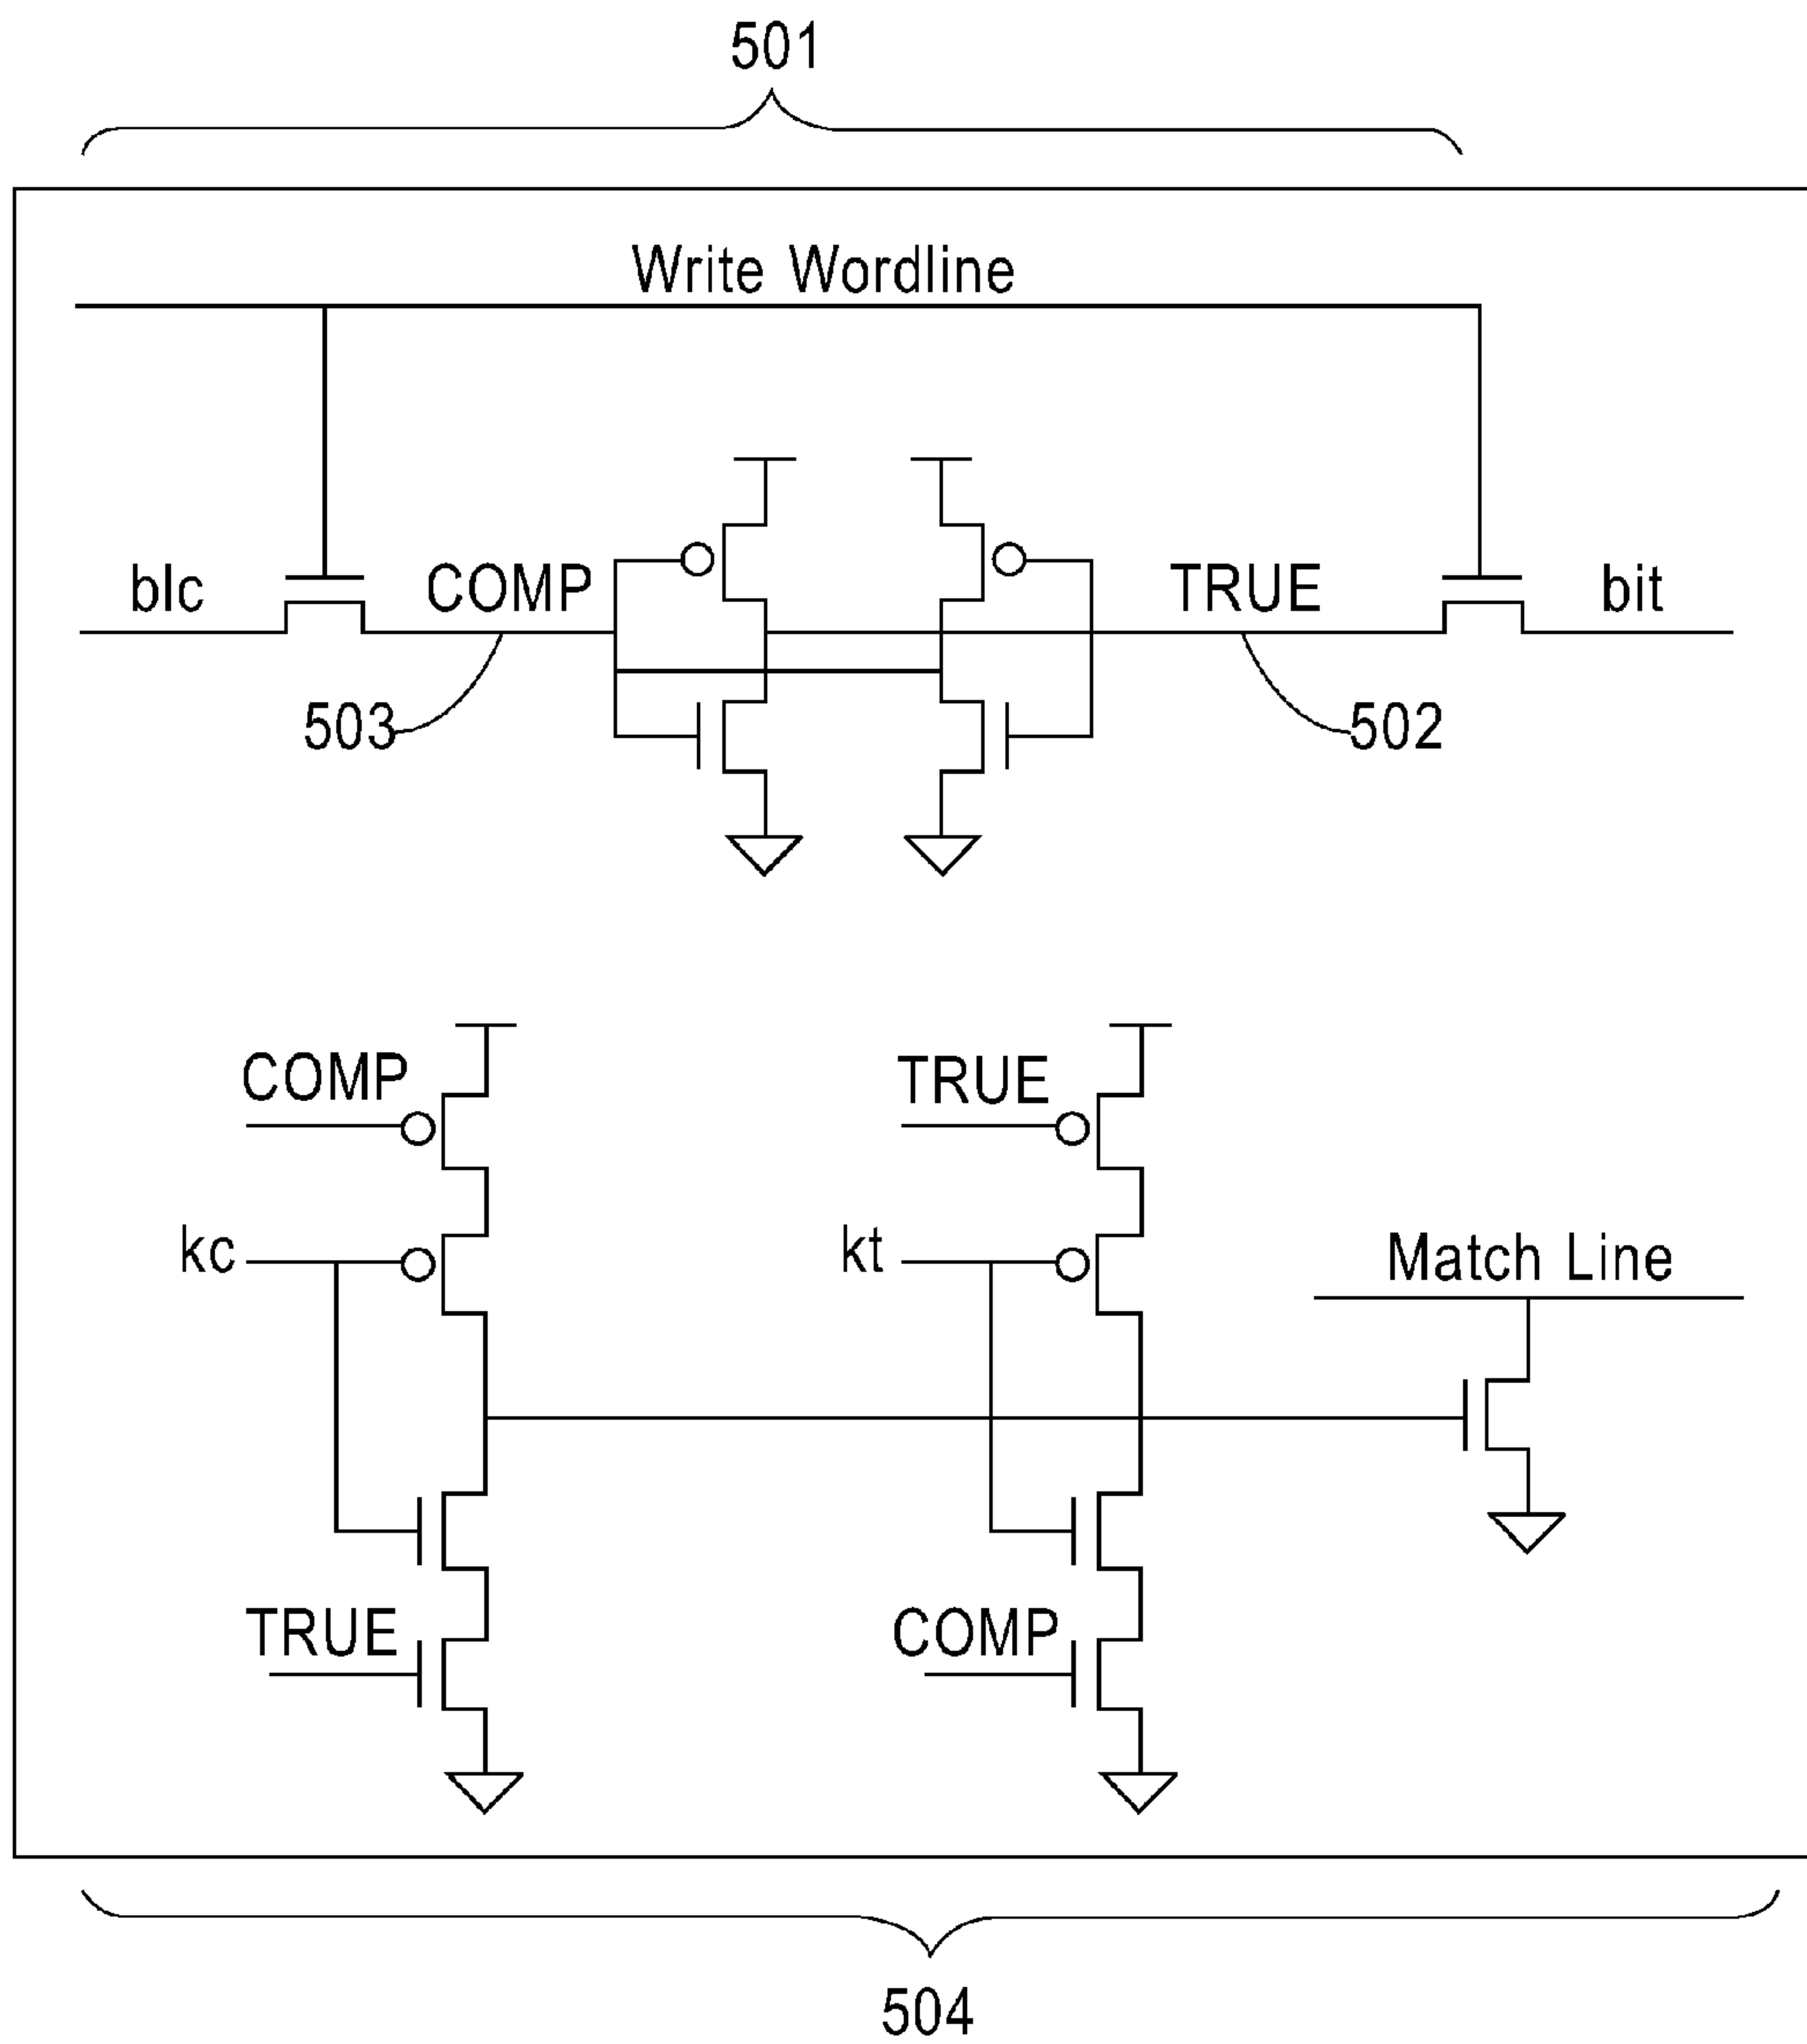 501
Write Wordline
blc COMP TRUE bit
503 502
COMP TRUE
kc kt Match Line
TRUE COMP
504